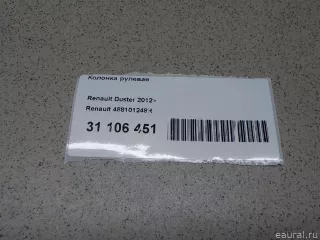 Колонка рулевая
Renault Duster 2012>
Renault 488101248R
31 106 451
eaural.ru/